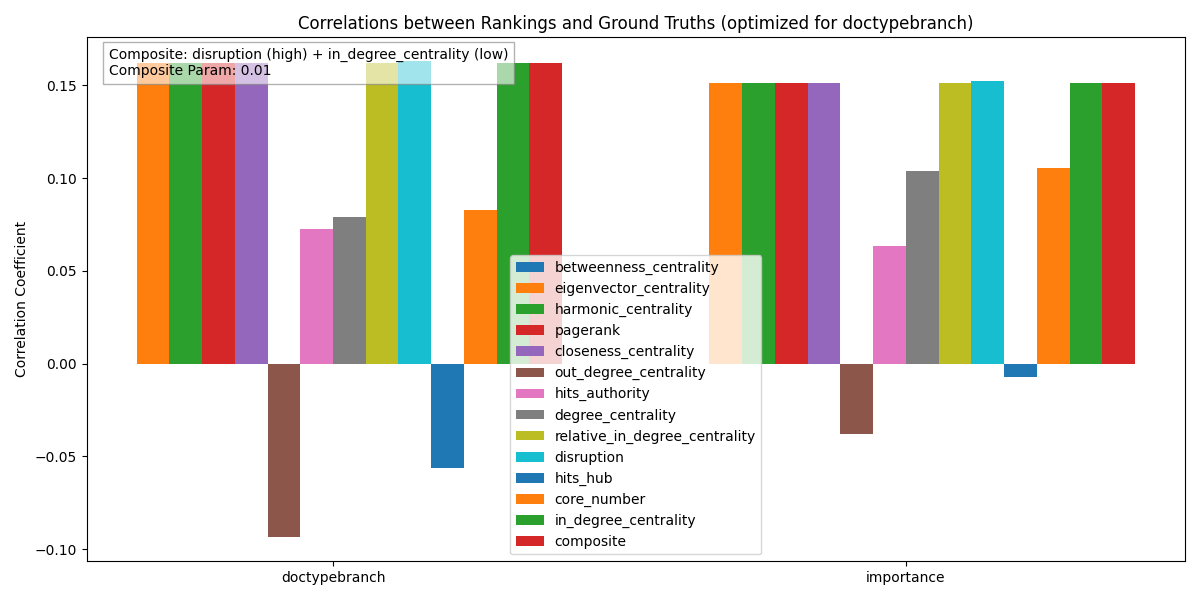 Correlations between Rankings and Ground Truths (optimized for doctypebranch)
Composite: disruption (high) + in_degree_centrality (low)
Composite Param: 0.01
Correlation Coefficient
0.15
0.10
0.05
0.00
−0.05
−0.10
betweenness_centrality
eigenvector_centrality
harmonic_centrality
pagerank
closeness_centrality
out_degree_centrality
hits_authority
degree_centrality
relative_in_degree_centrality
disruption
hits_hub
core_number
in_degree_centrality
composite
doctypebranch
importance